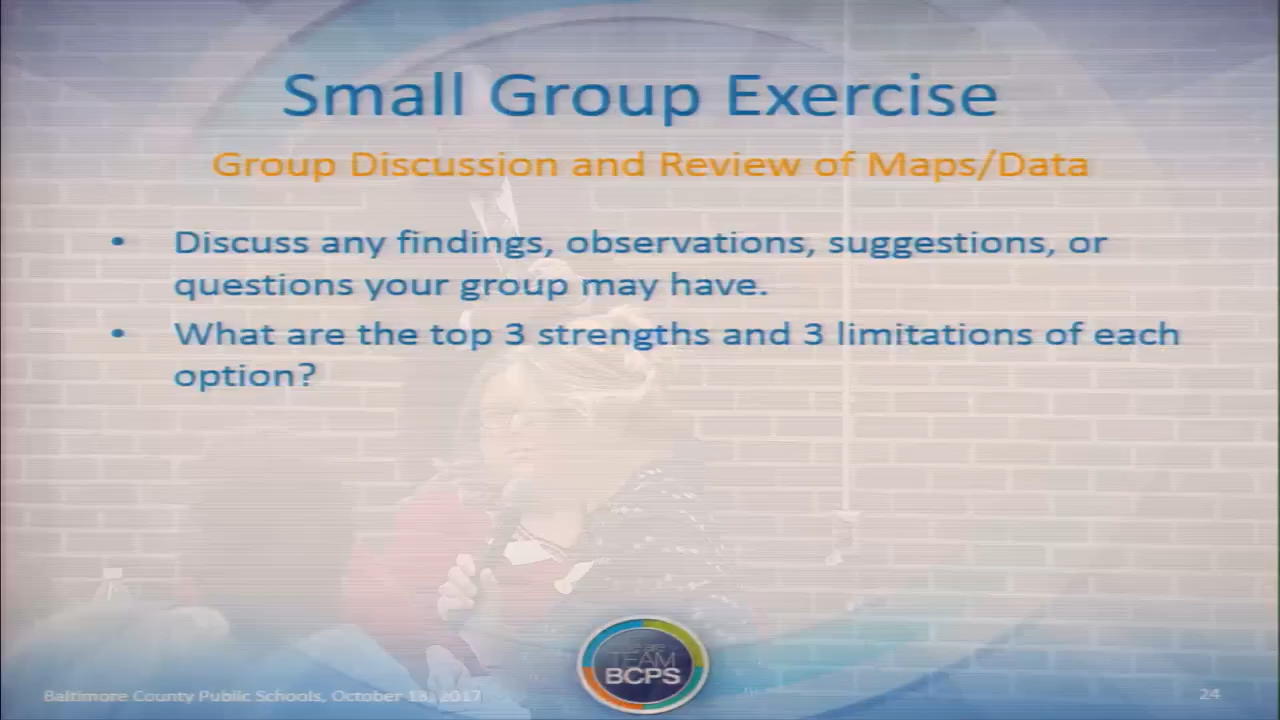 Small Group Exercise
Group Discussion and Review of Maps/Data
• Discuss any findings, observations, suggestions, or
questions your group may have.
• What are the top 3 strengths and 3 limitations of each
option?
TEAM
BCPS
Baltimore County Public Schools, October 13, 2017
24